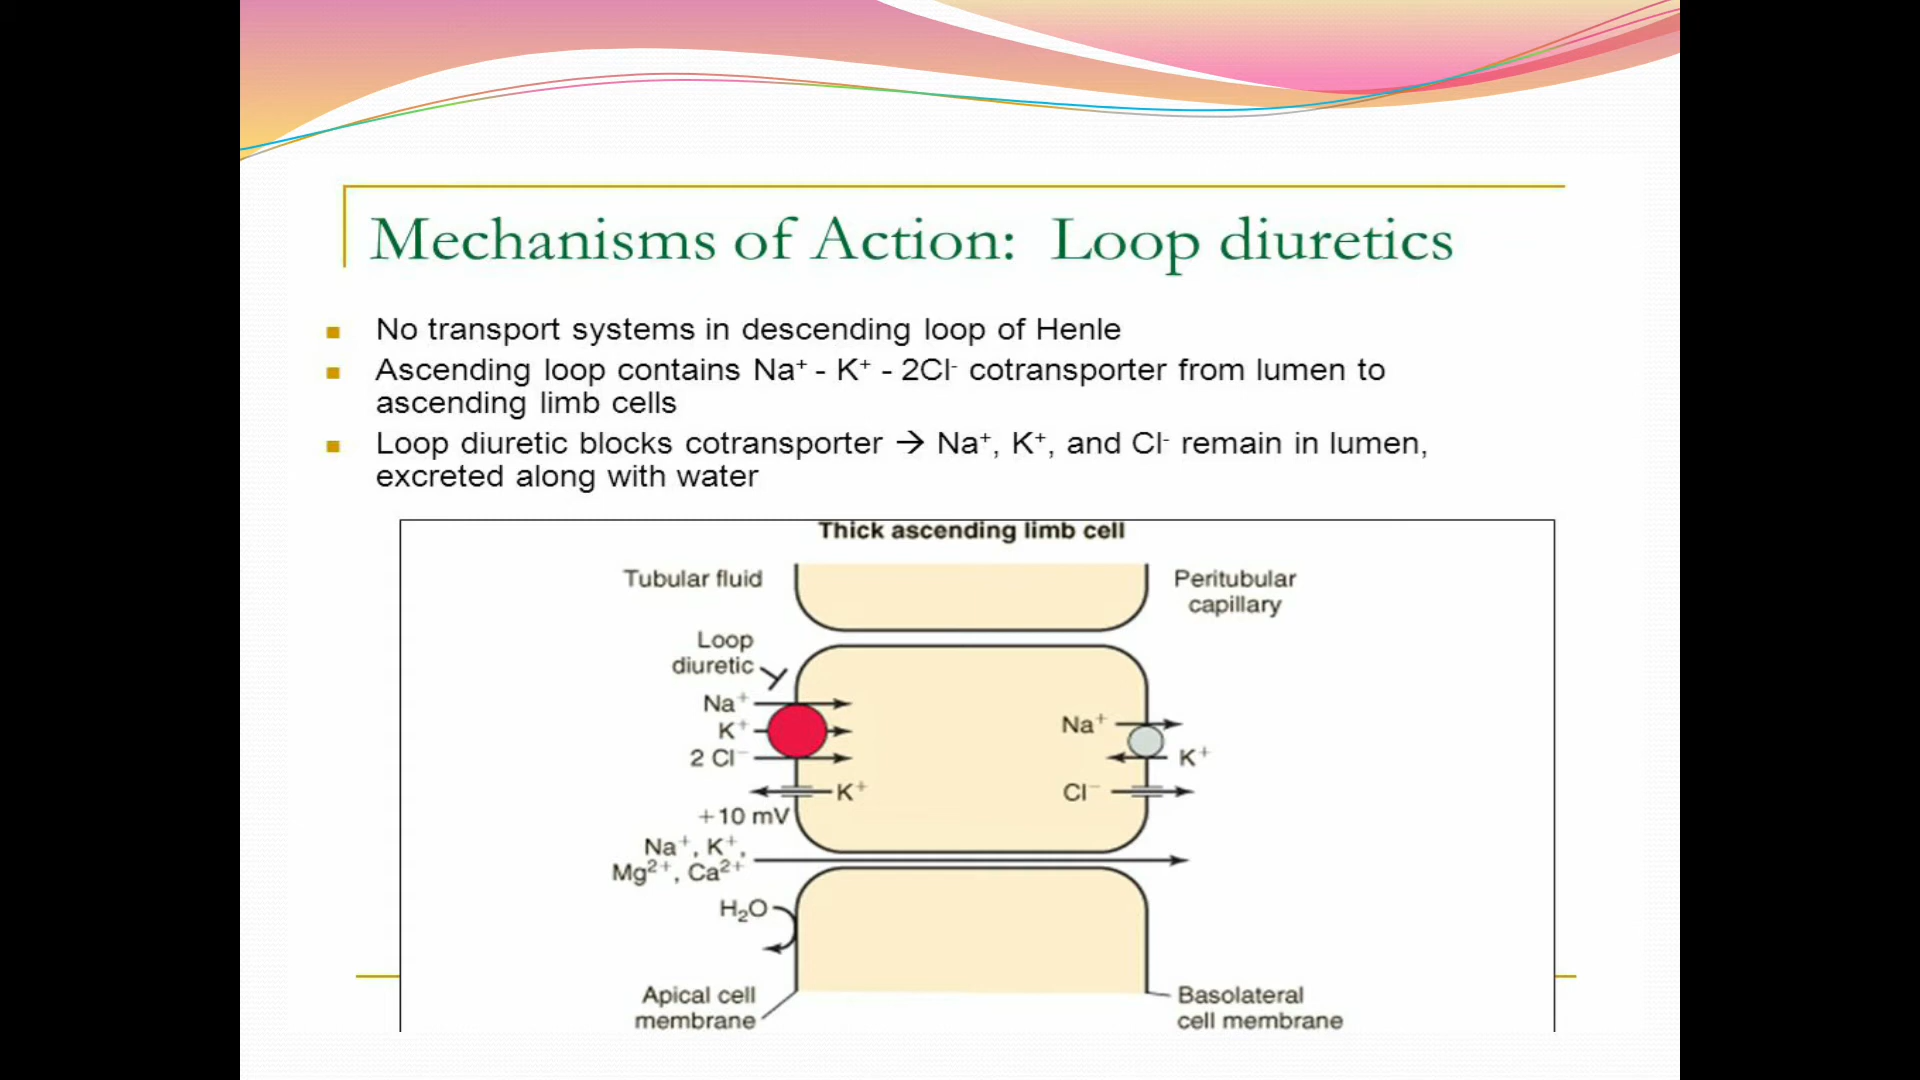 Mechanisms of Action: Loop diuretics
No transport systems in descending loop of Henle
Ascending loop contains Na⁺ - K⁺ - 2Cl⁻ cotransporter from lumen to
ascending limb cells
Loop diuretic blocks cotransporter → Na⁺, K⁺, and Cl⁻ remain in lumen,
excreted along with water
Thick ascending limb cell
Tubular fluid
Peritubular
capillary
Loop
diuretic
Na⁺
K⁺
2 Cl⁻
K⁺
+10 mV
Na⁺
K⁺
Cl⁻
Na⁺, K⁺,
Mg²⁺, Ca²⁺
H₂O
Apical cell
membrane
Basolateral
cell membrane